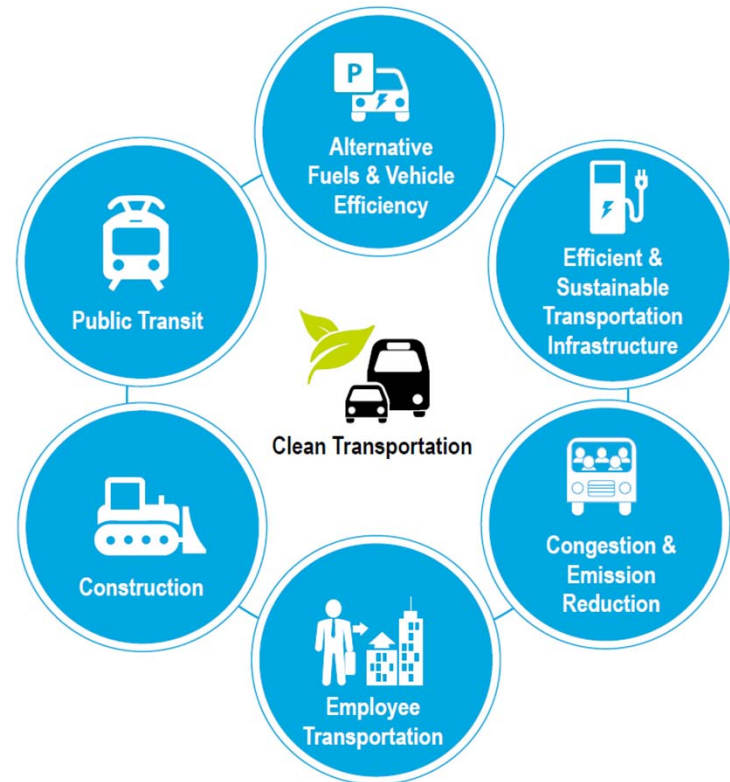 P
Alternative
Fuels & Vehicle
Efficiency
Efficient &
Sustainable
Transportation
Infrastructure
Congestion &
Emission
Reduction
Employee
Transportation
Construction
Public Transit
Clean Transportation